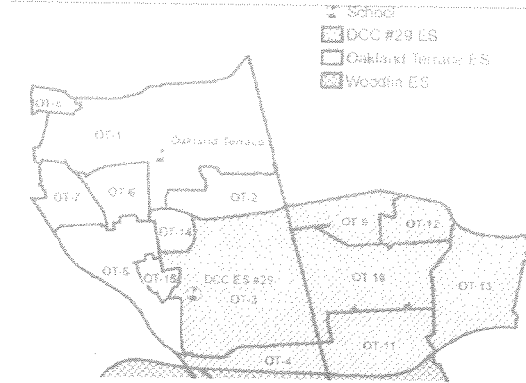 School
DCC #29 ES
Oakland Terrace ES
Woodlin ES
OT-1
Oakland Terrace
OT-7
OT-6
OT-2
OT-14
OT-9
OT-12
OT-5
OT-15
DCC ES #29
OT-3
OT-10
OT-13
OT-4
OT-11